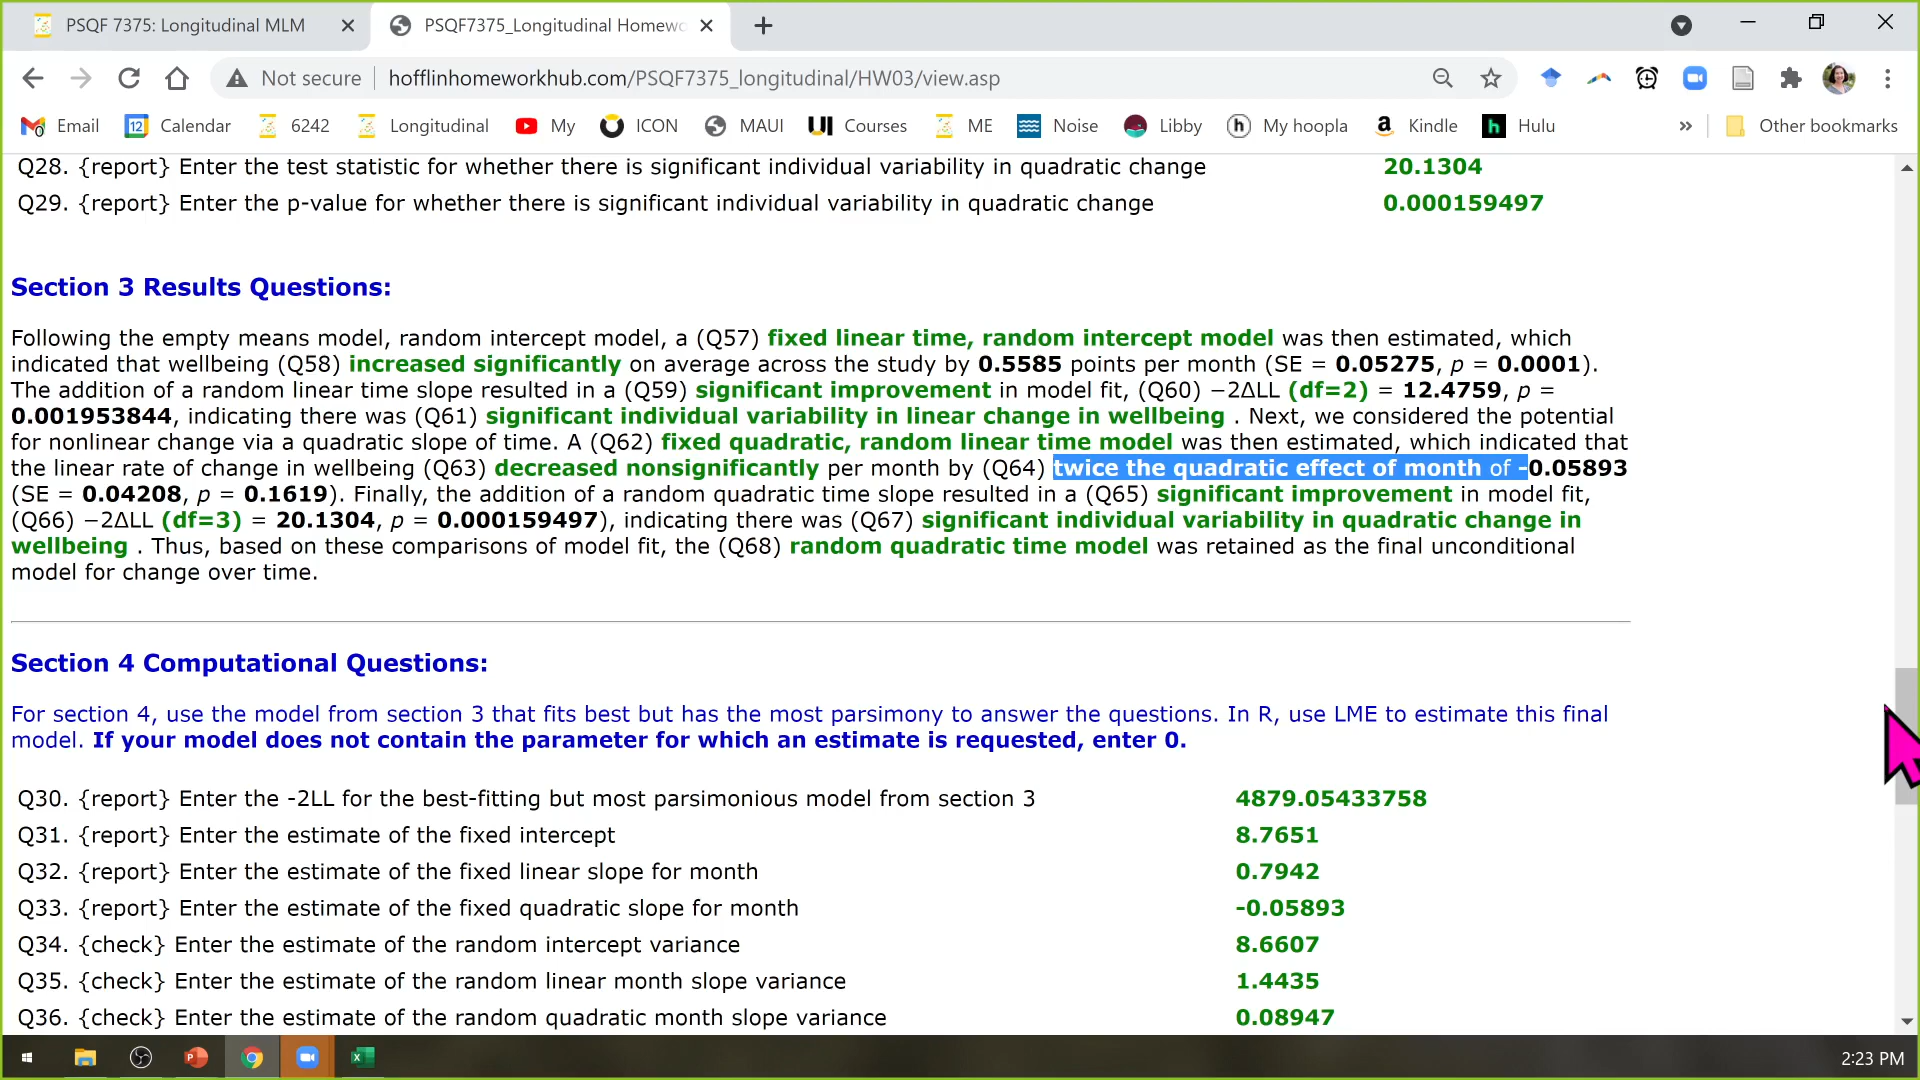 PSQF 7375: Longitudinal MLM
PSQF7375_Longitudinal Homewo
Not secure
hofflinhomeworkhub.com/PSQF7375_longitudinal/HW03/view.asp
Email
12
Calendar
6242
Longitudinal
My
ICON
MAUI
Courses
ME
Noise
Libby
My hoopla
Kindle
Hulu
»
Other bookmarks
Q28. {report} Enter the test statistic for whether there is significant individual variability in quadratic change 20.1304
Q29. {report} Enter the p-value for whether there is significant individual variability in quadratic change 0.000159497
Section 3 Results Questions:
Following the empty means model, random intercept model, a (Q57) fixed linear time, random intercept model was then estimated, which
indicated that wellbeing (Q58) increased significantly on average across the study by 0.5585 points per month (SE = 0.05275, p = 0.0001).
The addition of a random linear time slope resulted in a (Q59) significant improvement in model fit, (Q60) −2ΔLL (df=2) = 12.4759, p =
0.001953844, indicating there was (Q61) significant individual variability in linear change in wellbeing . Next, we considered the potential
for nonlinear change via a quadratic slope of time. A (Q62) fixed quadratic, random linear time model was then estimated, which indicated that
the linear rate of change in wellbeing (Q63) decreased nonsignificantly per month by (Q64) twice the quadratic effect of month of -0.05893
(SE = 0.04208, p = 0.1619). Finally, the addition of a random quadratic time slope resulted in a (Q65) significant improvement in model fit,
(Q66) −2ΔLL (df=3) = 20.1304, p = 0.000159497), indicating there was (Q67) significant individual variability in quadratic change in
wellbeing . Thus, based on these comparisons of model fit, the (Q68) random quadratic time model was retained as the final unconditional
model for change over time.
Section 4 Computational Questions:
For section 4, use the model from section 3 that fits best but has the most parsimony to answer the questions. In R, use LME to estimate this final
model. If your model does not contain the parameter for which an estimate is requested, enter 0.
Q30. {report} Enter the -2LL for the best-fitting but most parsimonious model from section 3 4879.05433758
Q31. {report} Enter the estimate of the fixed intercept 8.7651
Q32. {report} Enter the estimate of the fixed linear slope for month 0.7942
Q33. {report} Enter the estimate of the fixed quadratic slope for month -0.05893
Q34. {check} Enter the estimate of the random intercept variance 8.6607
Q35. {check} Enter the estimate of the random linear month slope variance 1.4435
Q36. {check} Enter the estimate of the random quadratic month slope variance 0.08947
2:23 PM